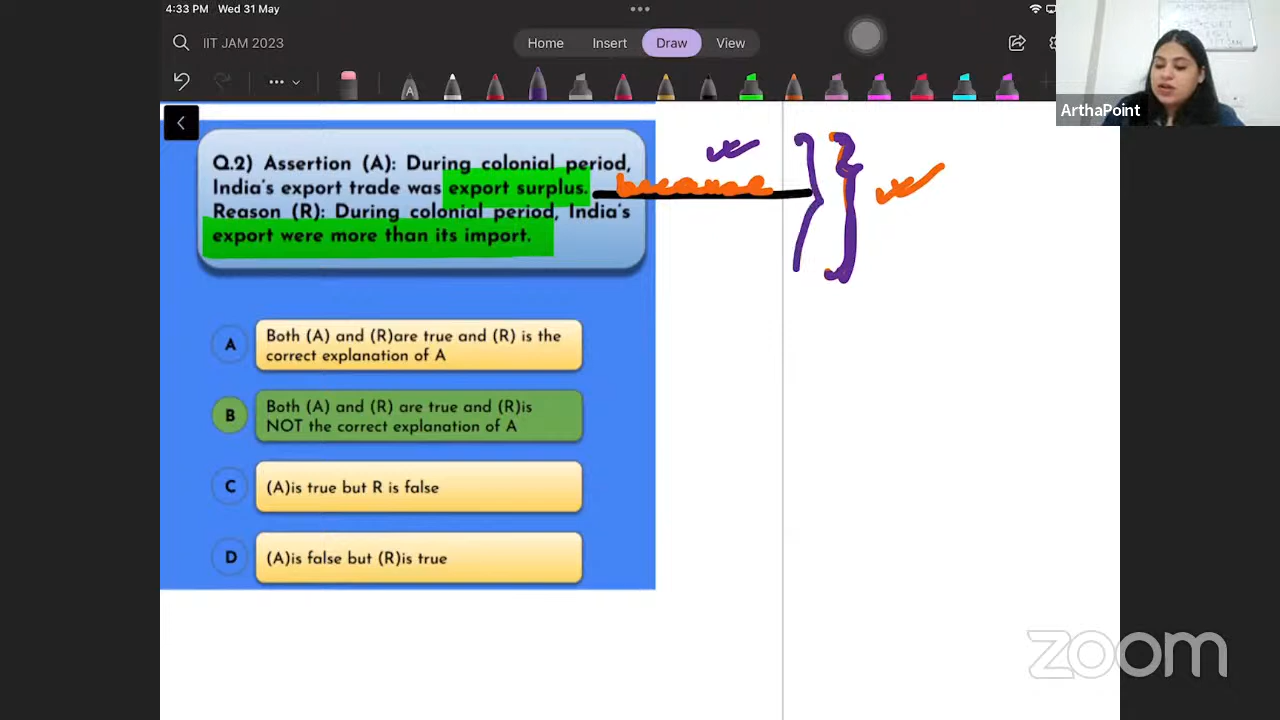 4:33 PM Wed 31 May
IIT JAM 2023
Home Insert Draw View
A
ArthaPoint
Q.2) Assertion (A): During colonial period,
India's export trade was export surplus. because
Reason (R): During colonial period, India's
export were more than its import.
A Both (A) and (R)are true and (R) is the
correct explanation of A
B Both (A) and (R) are true and (R)is
NOT the correct explanation of A
C (A)is true but R is false
D (A)is false but (R)is true
zoom